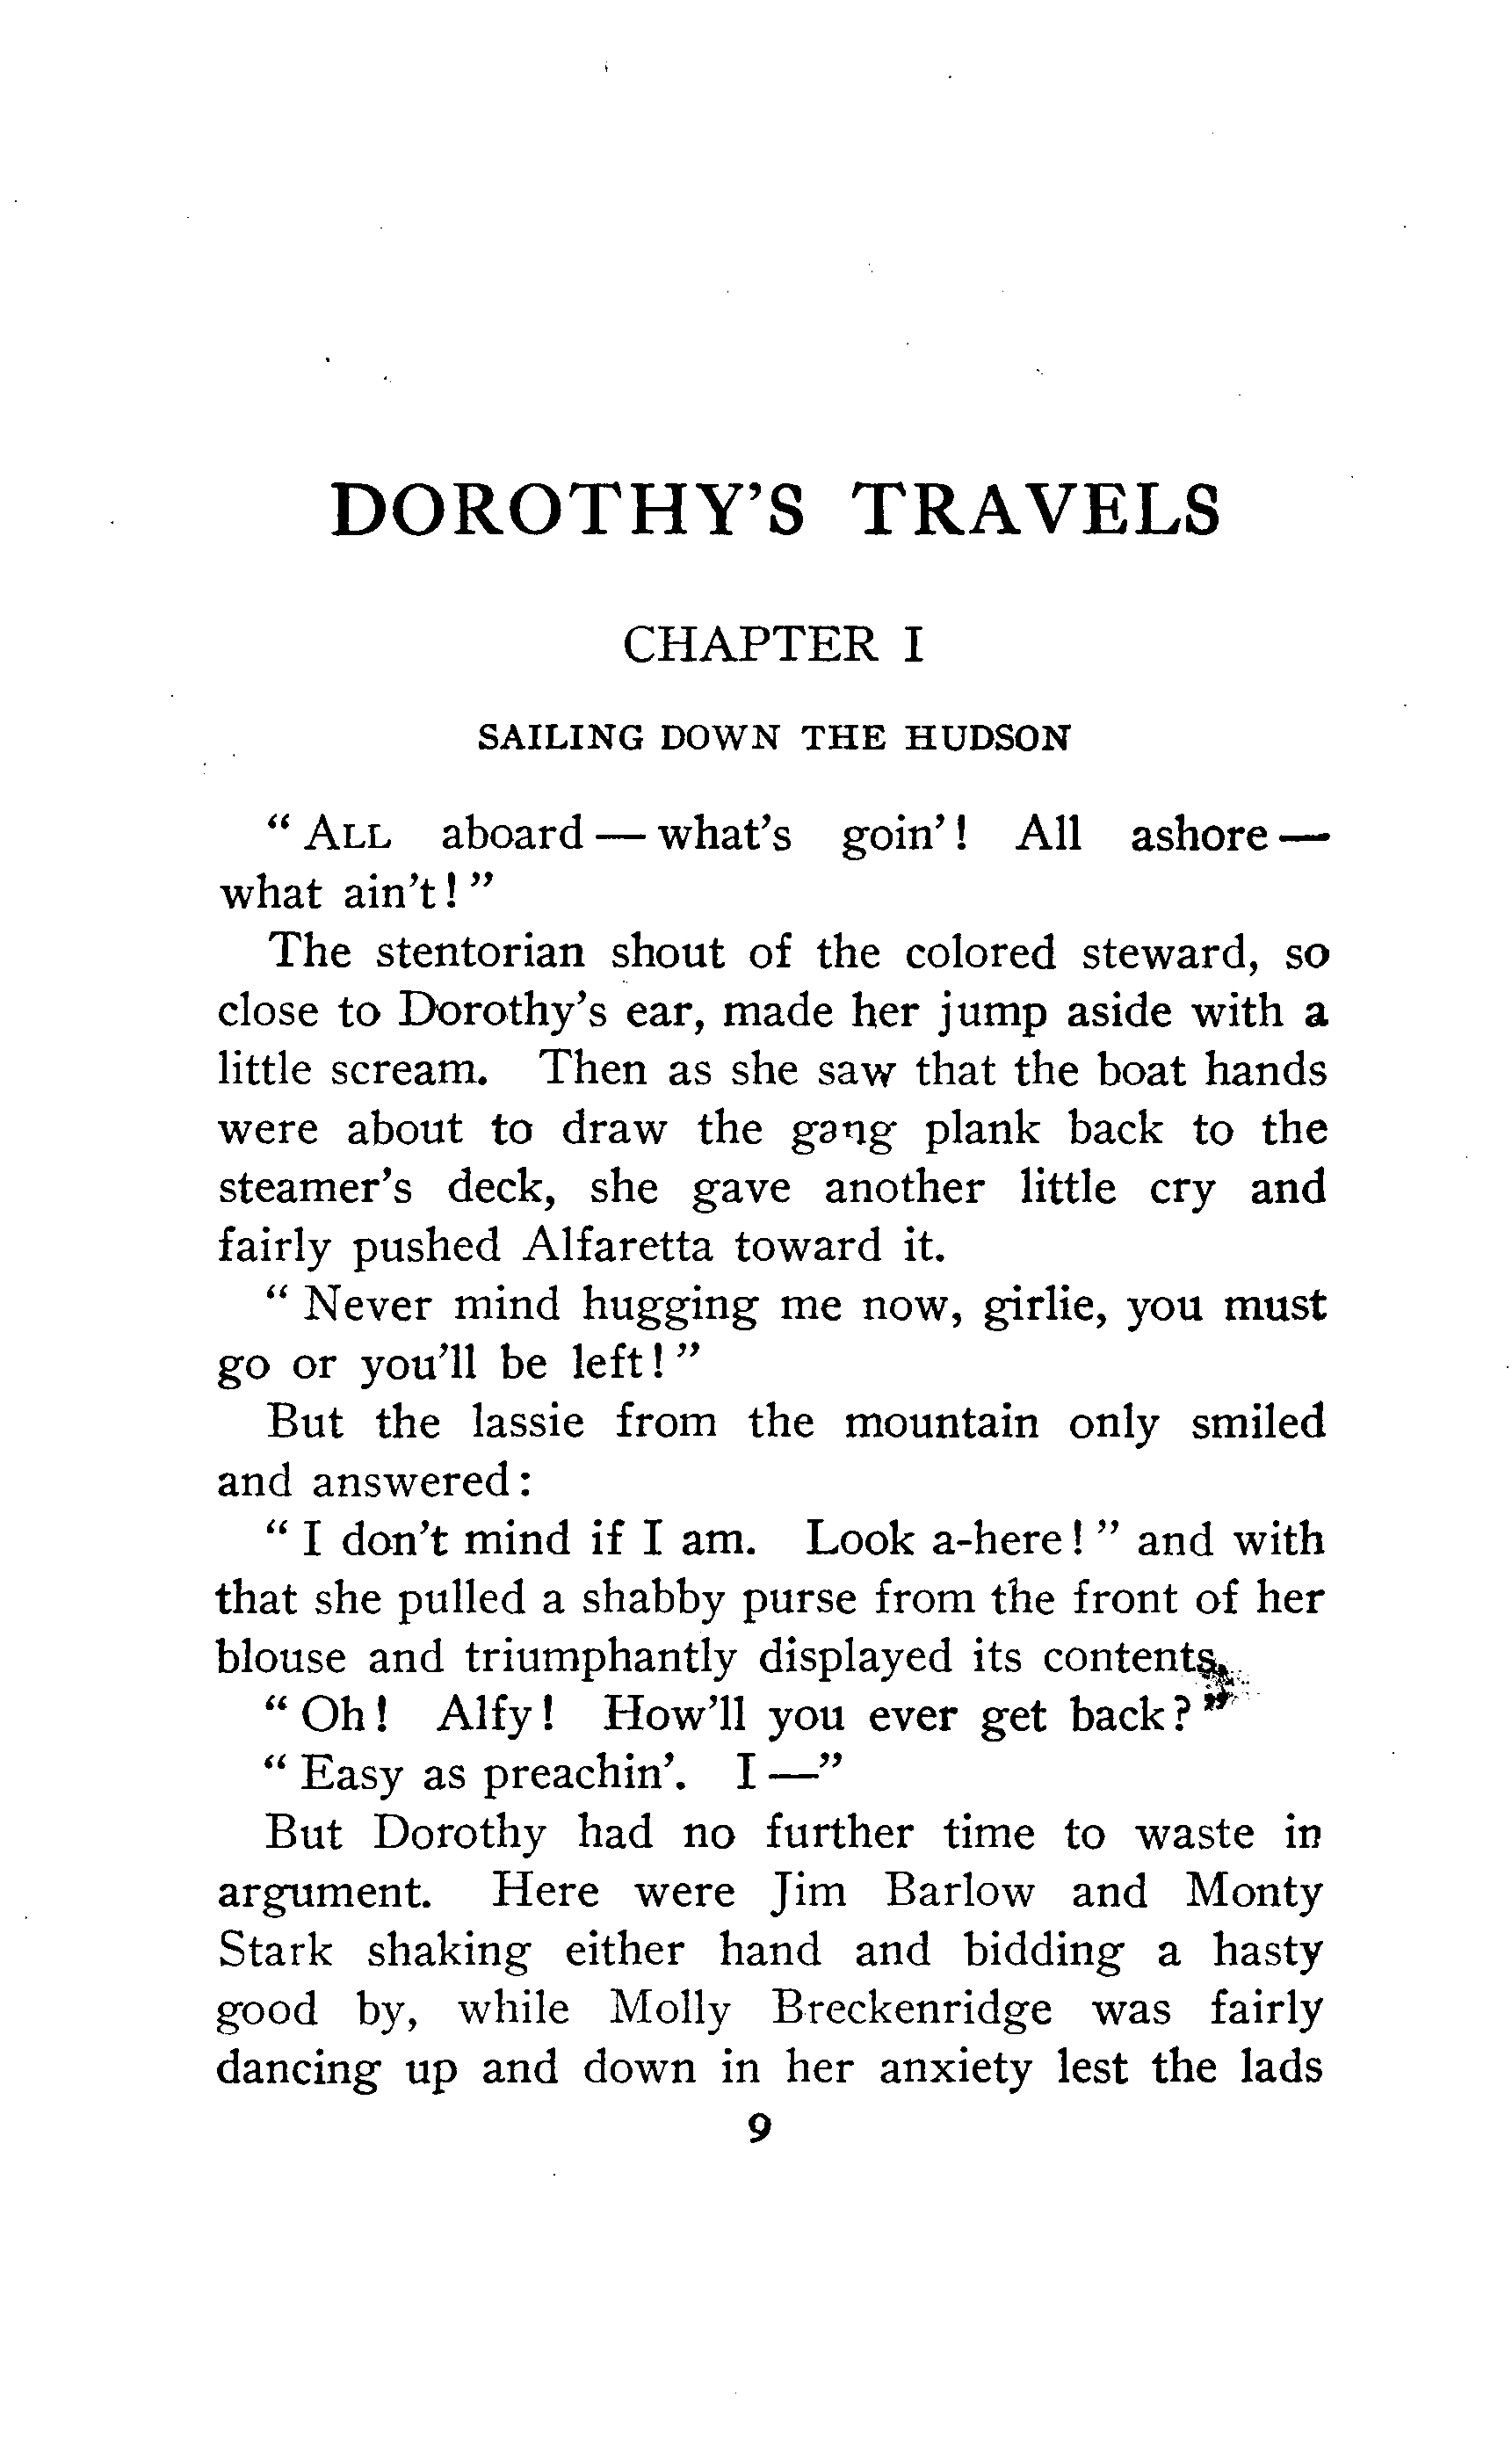 DOROTHY'S TRAVELS
CHAPTER I
SAILING DOWN THE HUDSON
“ ALL aboard — what's goin'! All ashore —
what ain't! ”
The stentorian shout of the colored steward, so
close to Dorothy's ear, made her jump aside with a
little scream. Then as she saw that the boat hands
were about to draw the gang plank back to the
steamer's deck, she gave another little cry and
fairly pushed Alfaretta toward it.
“ Never mind hugging me now, girlie, you must
go or you'll be left! ”
But the lassie from the mountain only smiled
and answered:
“ I don't mind if I am. Look a-here! ” and with
that she pulled a shabby purse from the front of her
blouse and triumphantly displayed its contents.
“ Oh! Alfy! How'll you ever get back? ”
“ Easy as preachin'. I —”
But Dorothy had no further time to waste in
argument. Here were Jim Barlow and Monty
Stark shaking either hand and bidding a hasty
good by, while Molly Breckenridge was fairly
dancing up and down in her anxiety lest the lads
9